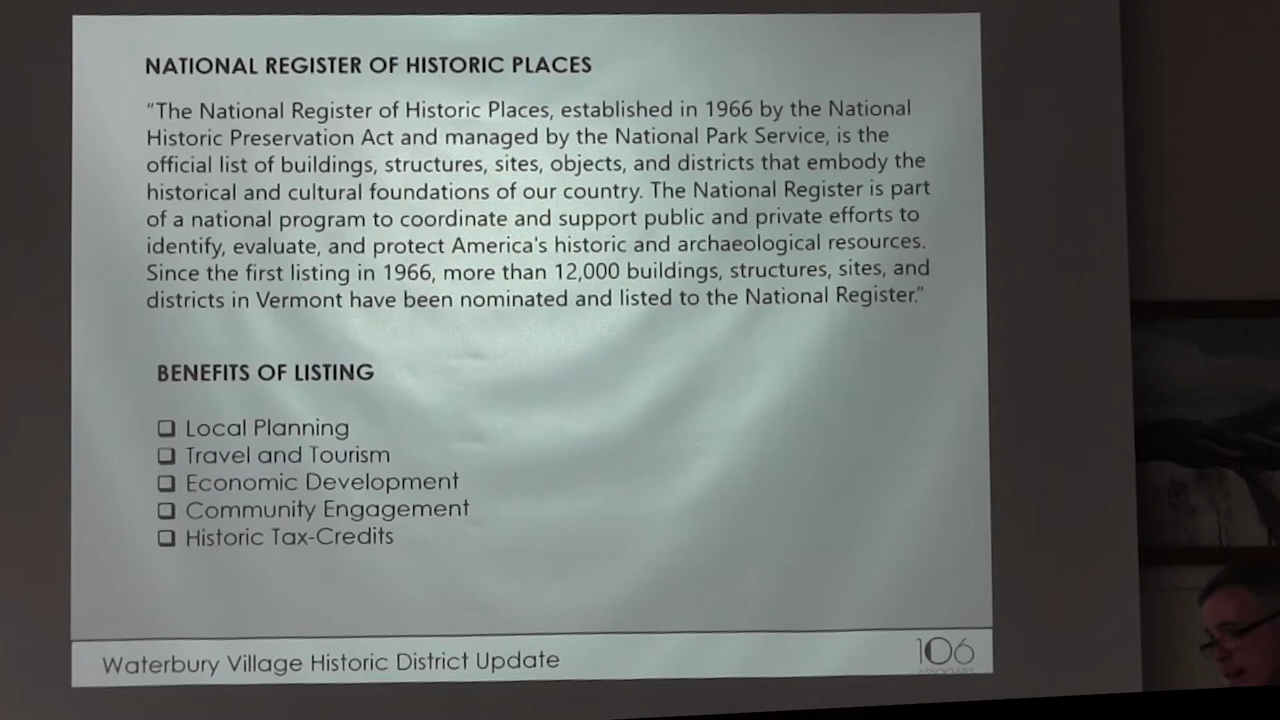 NATIONAL REGISTER OF HISTORIC PLACES
“The National Register of Historic Places, established in 1966 by the National
Historic Preservation Act and managed by the National Park Service, is the
official list of buildings, structures, sites, objects, and districts that embody the
historical and cultural foundations of our country. The National Register is part
of a national program to coordinate and support public and private efforts to
identify, evaluate, and protect America's historic and archaeological resources.
Since the first listing in 1966, more than 12,000 buildings, structures, sites, and
districts in Vermont have been nominated and listed to the National Register.”
BENEFITS OF LISTING
❑ Local Planning
❑ Travel and Tourism
❑ Economic Development
❑ Community Engagement
❑ Historic Tax-Credits
Waterbury Village Historic District Update
106